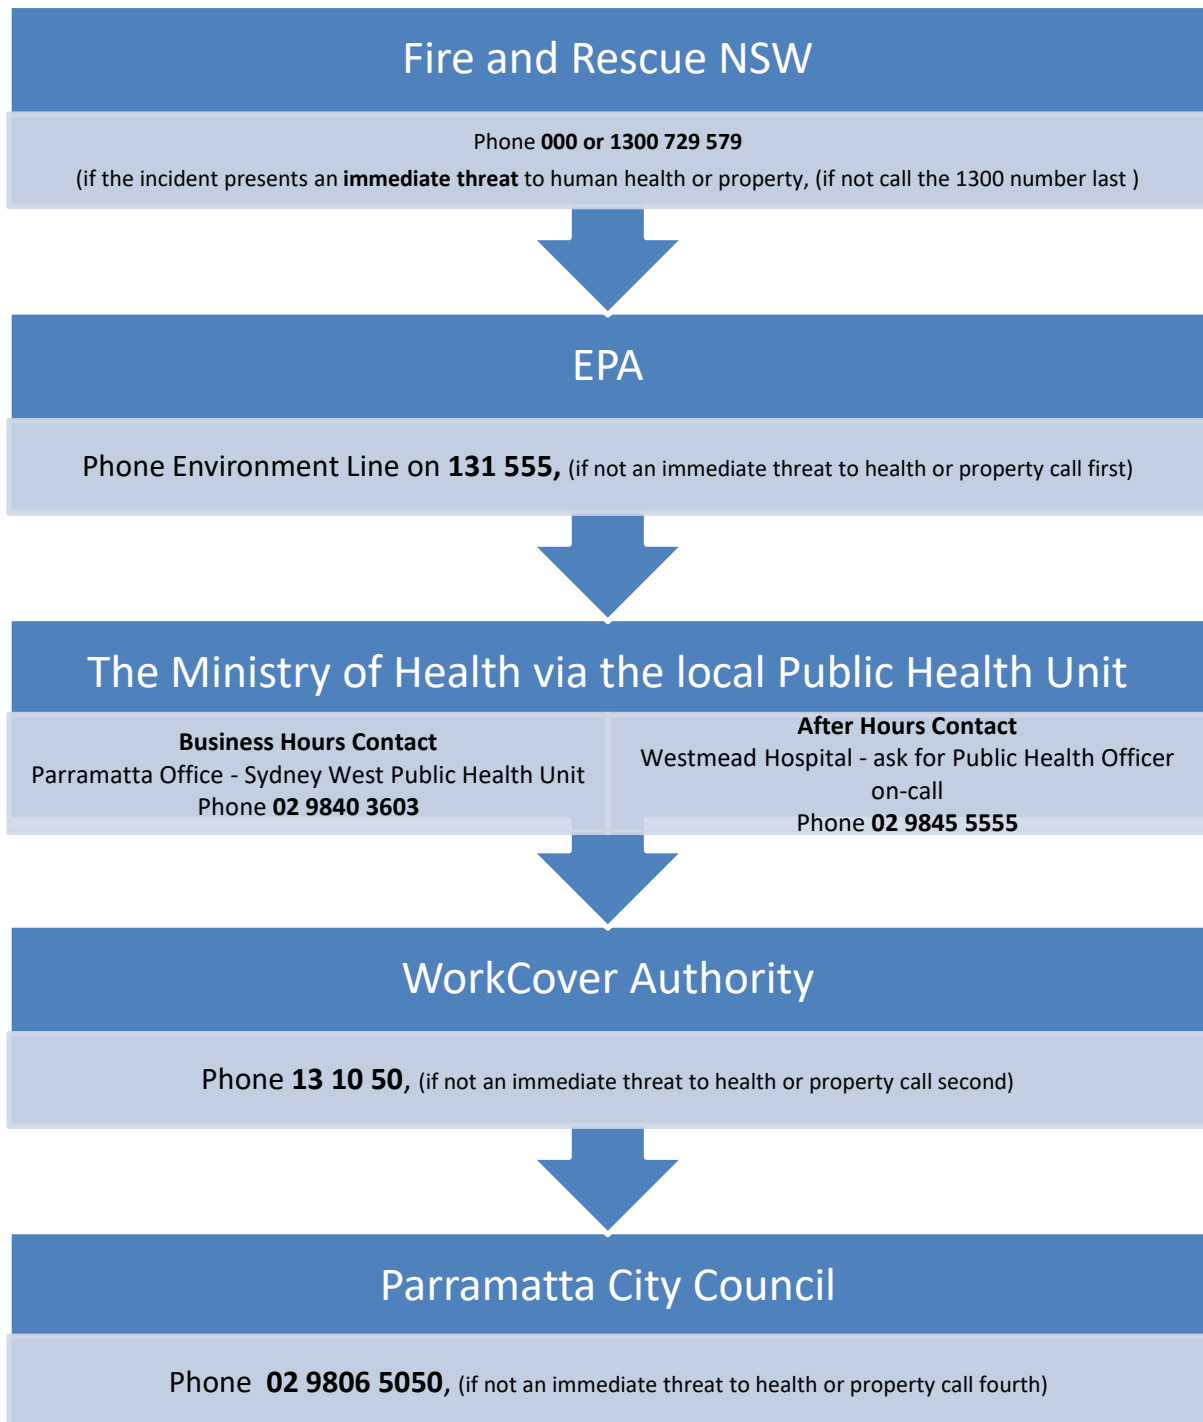 Fire and Rescue NSW
Phone 000 or 1300 729 579
(if the incident presents an immediate threat to human health or property, (if not call the 1300 number last )
EPA
Phone Environment Line on 131 555, (if not an immediate threat to health or property call first)
The Ministry of Health via the local Public Health Unit
Business Hours Contact
Parramatta Office - Sydney West Public Health Unit
Phone 02 9840 3603
After Hours Contact
Westmead Hospital - ask for Public Health Officer
on-call
Phone 02 9845 5555
WorkCover Authority
Phone 13 10 50, (if not an immediate threat to health or property call second)
Parramatta City Council
Phone 02 9806 5050, (if not an immediate threat to health or property call fourth)